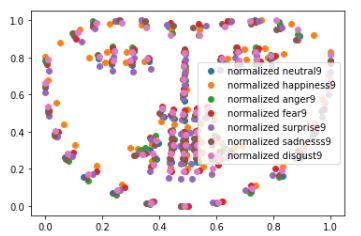 1.0
0.8
0.6
0.4
0.2
0.0
normalized neutral9
normalized happiness9
normalized anger9
normalized fear9
normalized surprise9
normalized sadnesss9
normalized disgust9
0.0 0.2 0.4 0.6 0.8 1.0